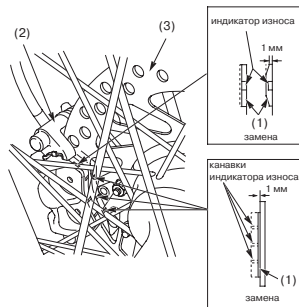 (2)
(3)
индикатор износа
1 мм
(1)
замена
канавки
индикатора износа
1 мм
(1)
замена